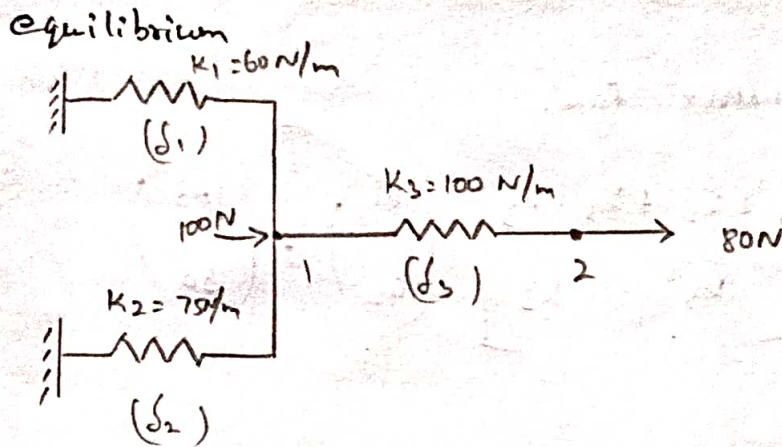 equilibrium
K1 = 60 N/m
(δ1)
K3 = 100 N/m
100N
80N
1
(δ3)
2
K2 = 75N/m
(δ2)